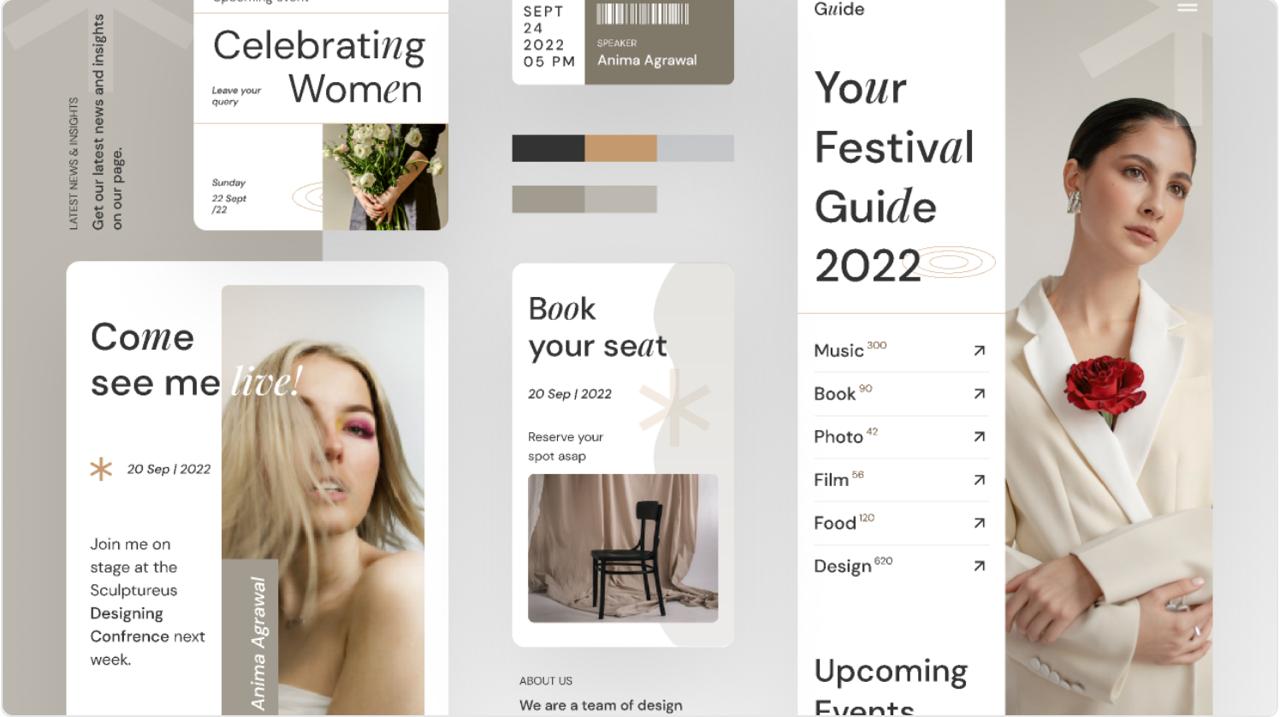 LATEST NEWS & INSIGHTS
Get our latest news and insights
on our page.
Upcoming event
Celebrating
Leave your
query
Women
Sunday
22 Sept
/22
Come
see me live!
20 Sep | 2022
Join me on
stage at the
Sculptureus
Designing
Confrence next
week.
Anima Agrawal
SEPT
24
2022
05 PM
SPEAKER
Anima Agrawal
Book
your seat
20 Sep | 2022
Reserve your
spot asap
ABOUT US
We are a team of design
Guide
Your
Festival
Guide
2022
Music 300
Book 90
Photo 42
Film 56
Food 120
Design 620
Upcoming
Events